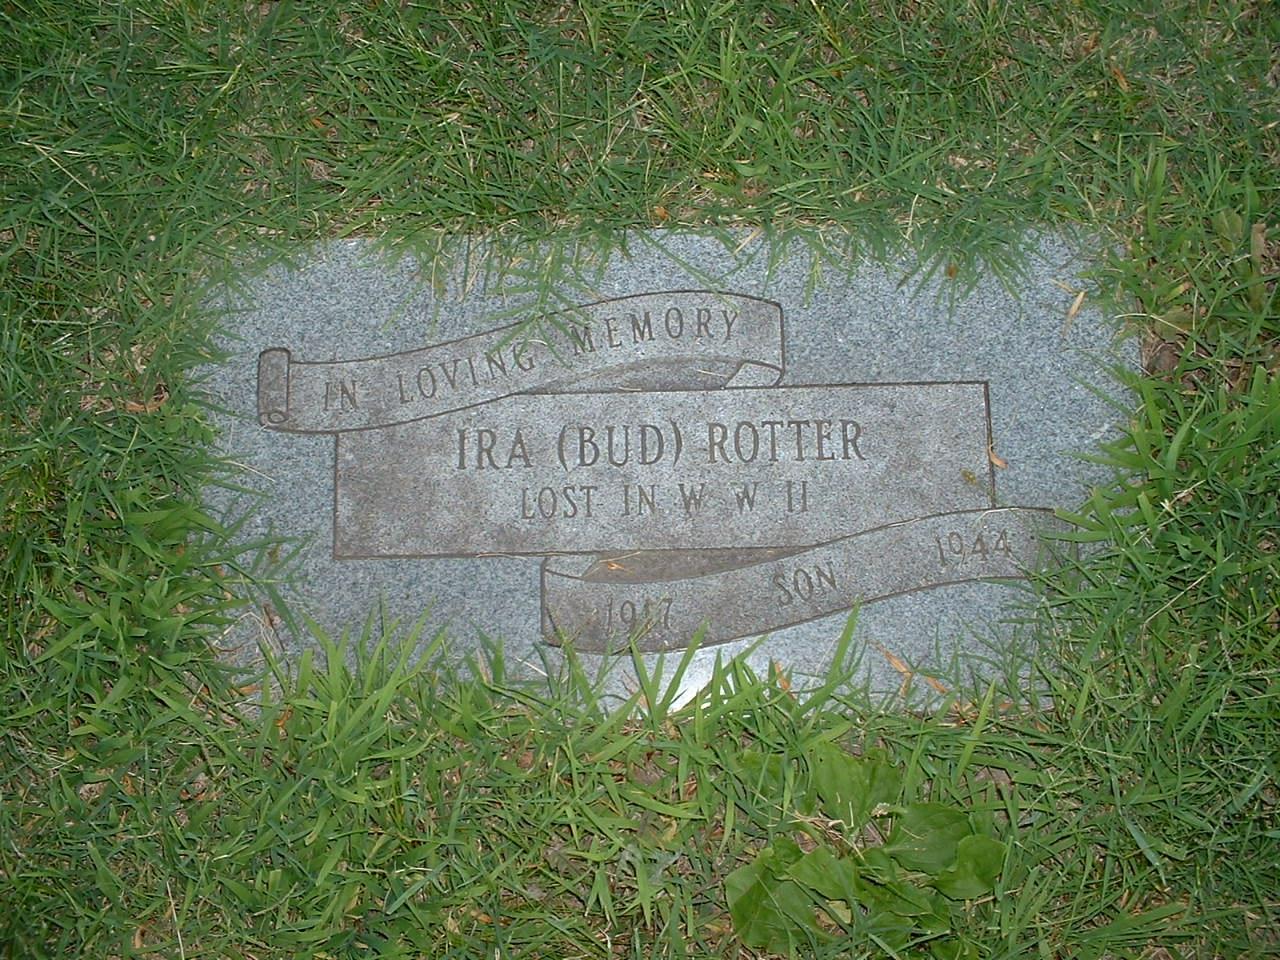 IN LOVING MEMORY
IRA (BUD) ROTTER
LOST IN W W II
1917 SON 1944